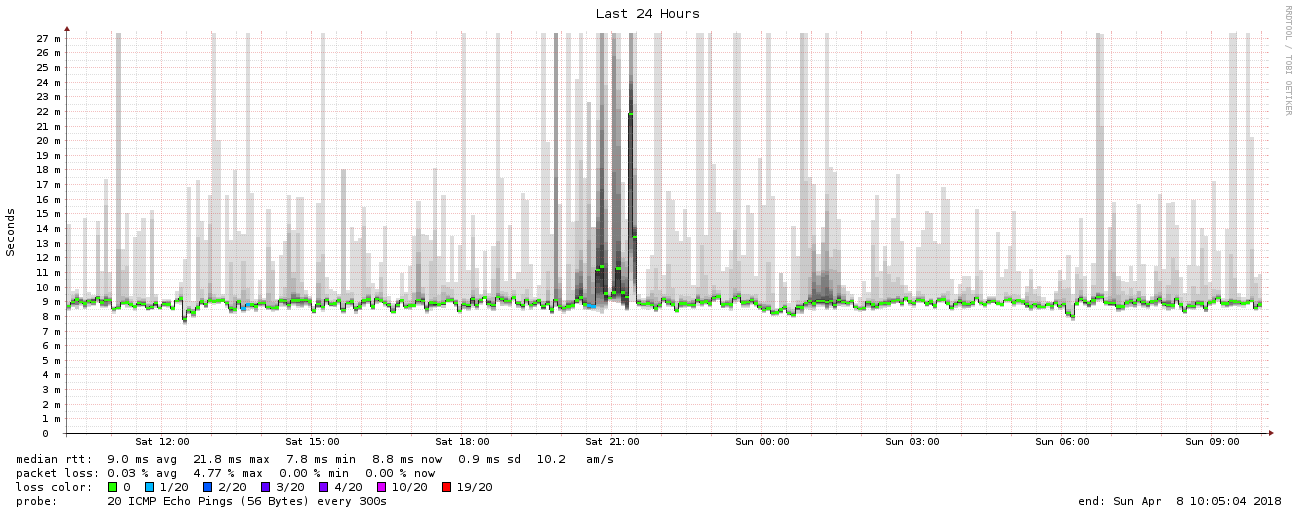 Last 24 Hours
RRDTOOL / TOBI OETIKER
Seconds
27 m
26 m
25 m
24 m
23 m
22 m
21 m
20 m
19 m
18 m
17 m
16 m
15 m
14 m
13 m
12 m
11 m
10 m
9 m
8 m
7 m
6 m
5 m
4 m
3 m
2 m
1 m
0
Sat 12:00 Sat 15:00 Sat 18:00 Sat 21:00 Sun 00:00 Sun 03:00 Sun 06:00 Sun 09:00
median rtt: 9.0 ms avg 21.8 ms max 7.8 ms min 8.8 ms now 0.9 ms sd 10.2 am/s
packet loss: 0.03 % avg 4.77 % max 0.00 % min 0.00 % now
loss color: 0 1/20 2/20 3/20 4/20 10/20 19/20
probe: 20 ICMP Echo Pings (56 Bytes) every 300s end: Sun Apr 8 10:05:04 2018